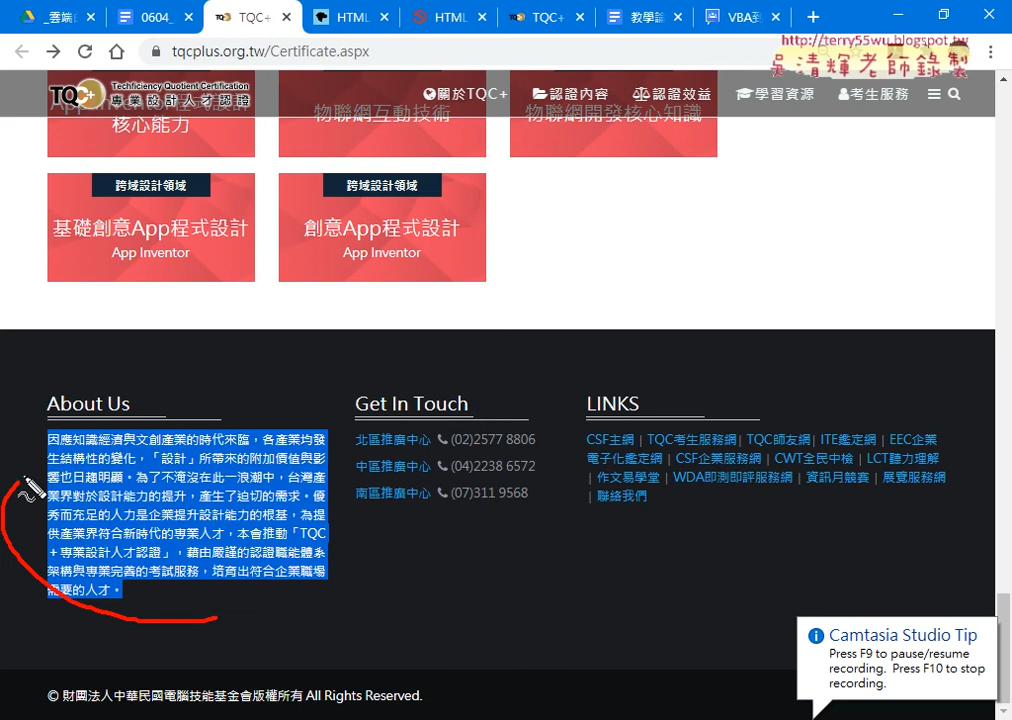 _雲端白
0604_
TQC+
HTML
HTML
TQC+
教學論
VBA到
tqcplus.org.tw/Certificate.aspx
http://terry55wu.blogspot.tw
吳清輝老師錄製
TQC+ Techficiency Quotient Certification
專業設計人才認證
關於TQC+ 認證內容 認證效益 學習資源 考生服務
核心能力
物聯網互動技術
物聯網開發核心知識
跨域設計領域
基礎創意App程式設計
App Inventor
跨域設計領域
創意App程式設計
App Inventor
About Us
因應知識經濟與文創產業的時代來臨，各產業均發
生結構性的變化，「設計」所帶來的附加價值與影
響也日趨明顯。為了不淹沒在此一浪潮中，台灣產
業界對於設計能力的提升，產生了迫切的需求。優
秀而充足的人力是企業提升設計能力的根基，為提
供產業界符合新時代的專業人才，本會推動「TQC
＋專業設計人才認證」，藉由嚴謹的認證職能體系
架構與專業完善的考試服務，培育出符合企業職場
需要的人才。
Get In Touch
北區推廣中心 (02)2577 8806
中區推廣中心 (04)2238 6572
南區推廣中心 (07)311 9568
LINKS
CSF主網 | TQC考生服務網| TQC師友網| ITE鑑定網 | EEC企業
電子化鑑定網 | CSF企業服務網 | CWT全民中檢 | LCT聽力理解
| 作文易學堂 | WDA即測即評服務網 | 資訊月競賽 | 展覽服務網
| 聯絡我們
Camtasia Studio Tip
Press F9 to pause/resume
recording. Press F10 to stop
recording.
© 財團法人中華民國電腦技能基金會版權所有 All Rights Reserved.